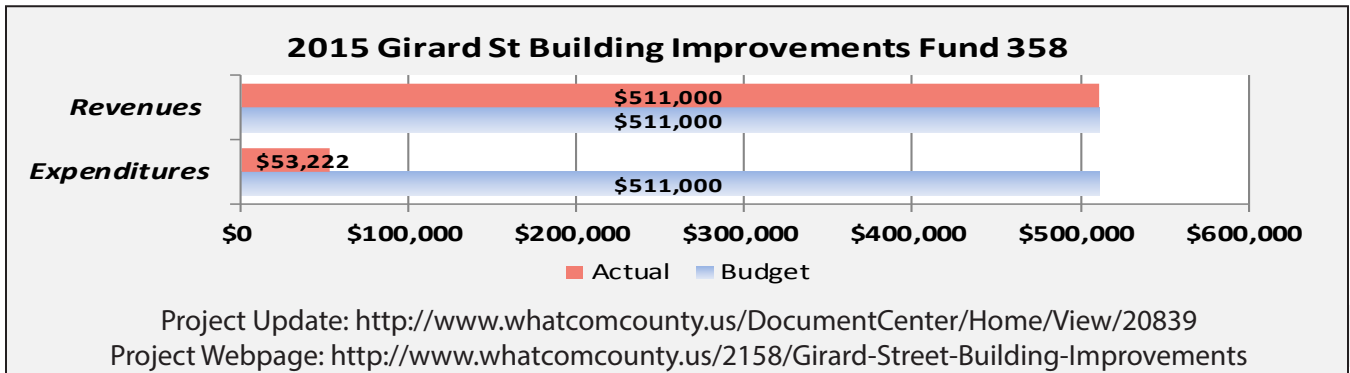 2015 Girard St Building Improvements Fund 358
Revenues
$511,000
$511,000
Expenditures
$53,222
$511,000
$0 $100,000 $200,000 $300,000 $400,000 $500,000 $600,000
Actual Budget
Project Update: http://www.whatcomcounty.us/DocumentCenter/Home/View/20839
Project Webpage: http://www.whatcomcounty.us/2158/Girard-Street-Building-Improvements